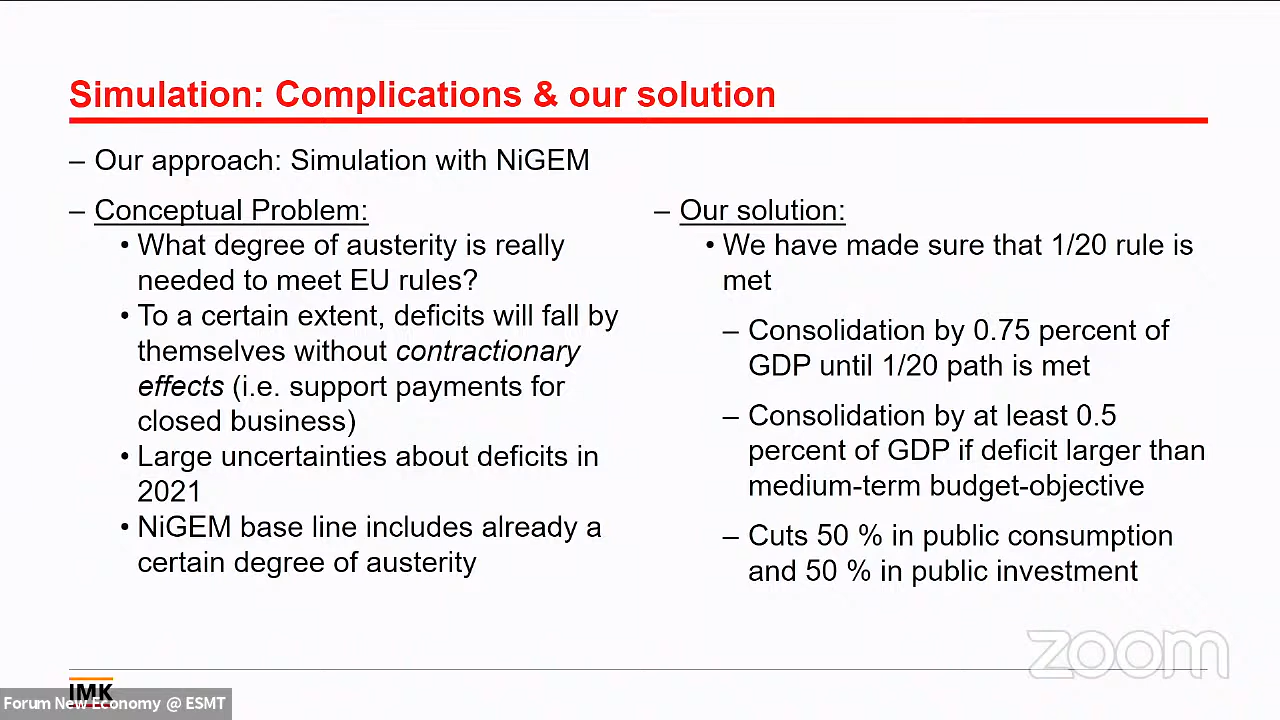 Simulation: Complications & our solution
– Our approach: Simulation with NiGEM
– Conceptual Problem:
• What degree of austerity is really
needed to meet EU rules?
• To a certain extent, deficits will fall by
themselves without contractionary
effects (i.e. support payments for
closed business)
• Large uncertainties about deficits in
2021
• NiGEM base line includes already a
certain degree of austerity
– Our solution:
• We have made sure that 1/20 rule is
met
– Consolidation by 0.75 percent of
GDP until 1/20 path is met
– Consolidation by at least 0.5
percent of GDP if deficit larger than
medium-term budget-objective
– Cuts 50 % in public consumption
and 50 % in public investment
zoom
IMK
Forum New Economy @ ESMT